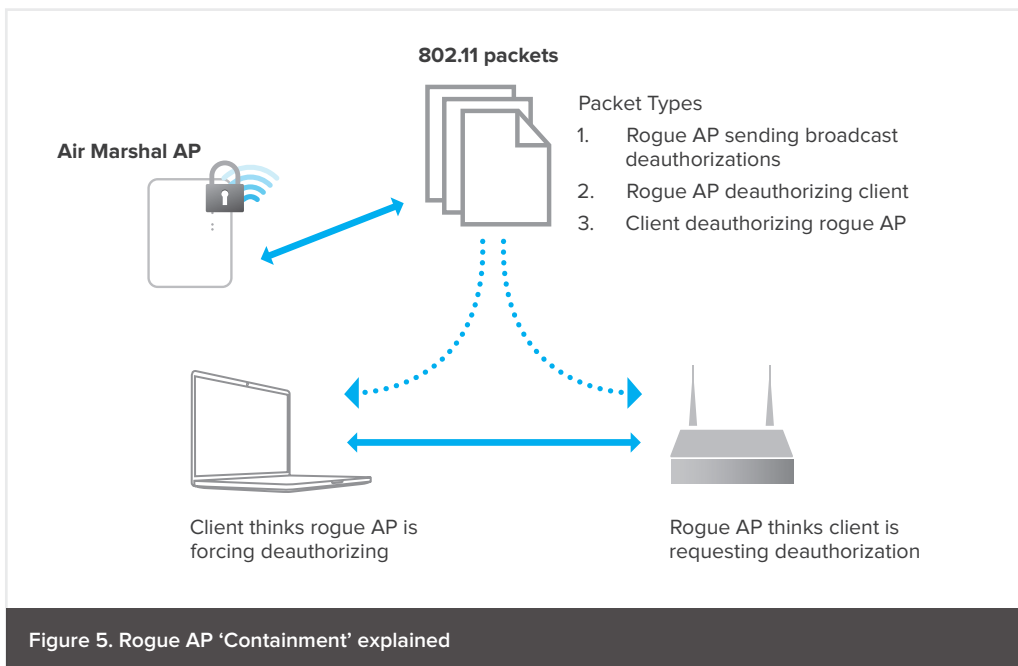 802.11 packets
Air Marshal AP
Packet Types
1. Rogue AP sending broadcast
deauthorizations
2. Rogue AP deauthorizing client
3. Client deauthorizing rogue AP
Client thinks rogue AP is
forcing deauthorizing
Rogue AP thinks client is
requesting deauthorization
Figure 5. Rogue AP ‘Containment’ explained